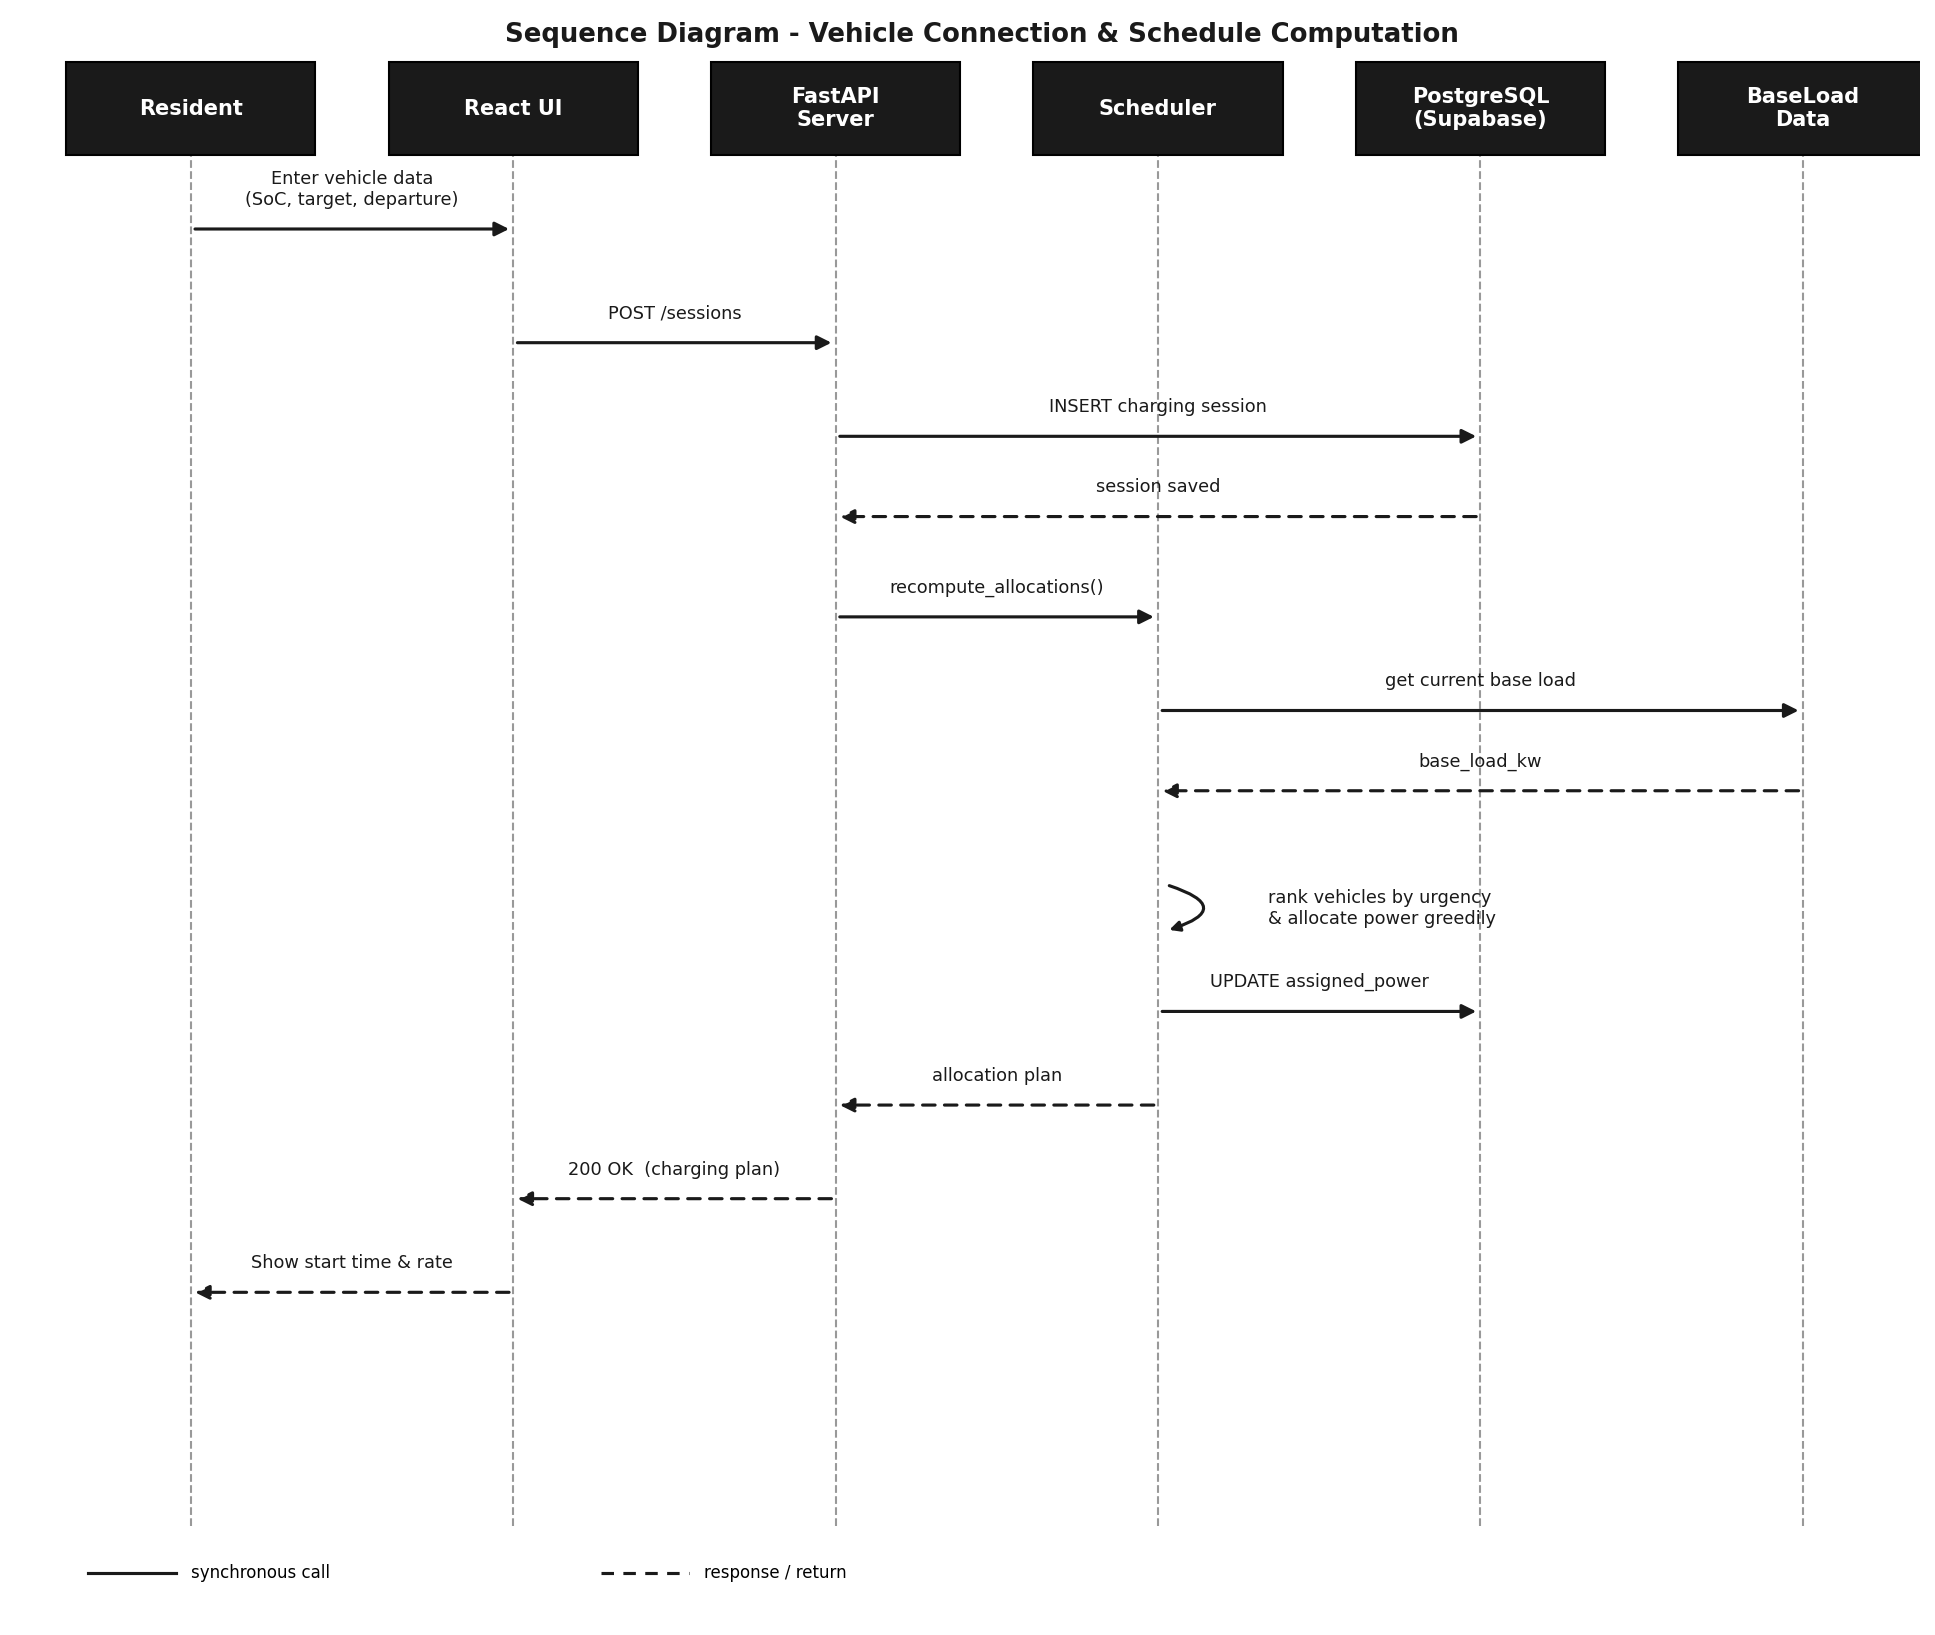 Sequence Diagram - Vehicle Connection & Schedule Computation
Resident
React UI
FastAPI
Server
Scheduler
PostgreSQL
(Supabase)
BaseLoad
Data
Enter vehicle data
(SoC, target, departure)
POST /sessions
INSERT charging session
session saved
recompute_allocations()
get current base load
base_load_kw
rank vehicles by urgency
& allocate power greedily
UPDATE assigned_power
allocation plan
200 OK  (charging plan)
Show start time & rate
synchronous call
response / return